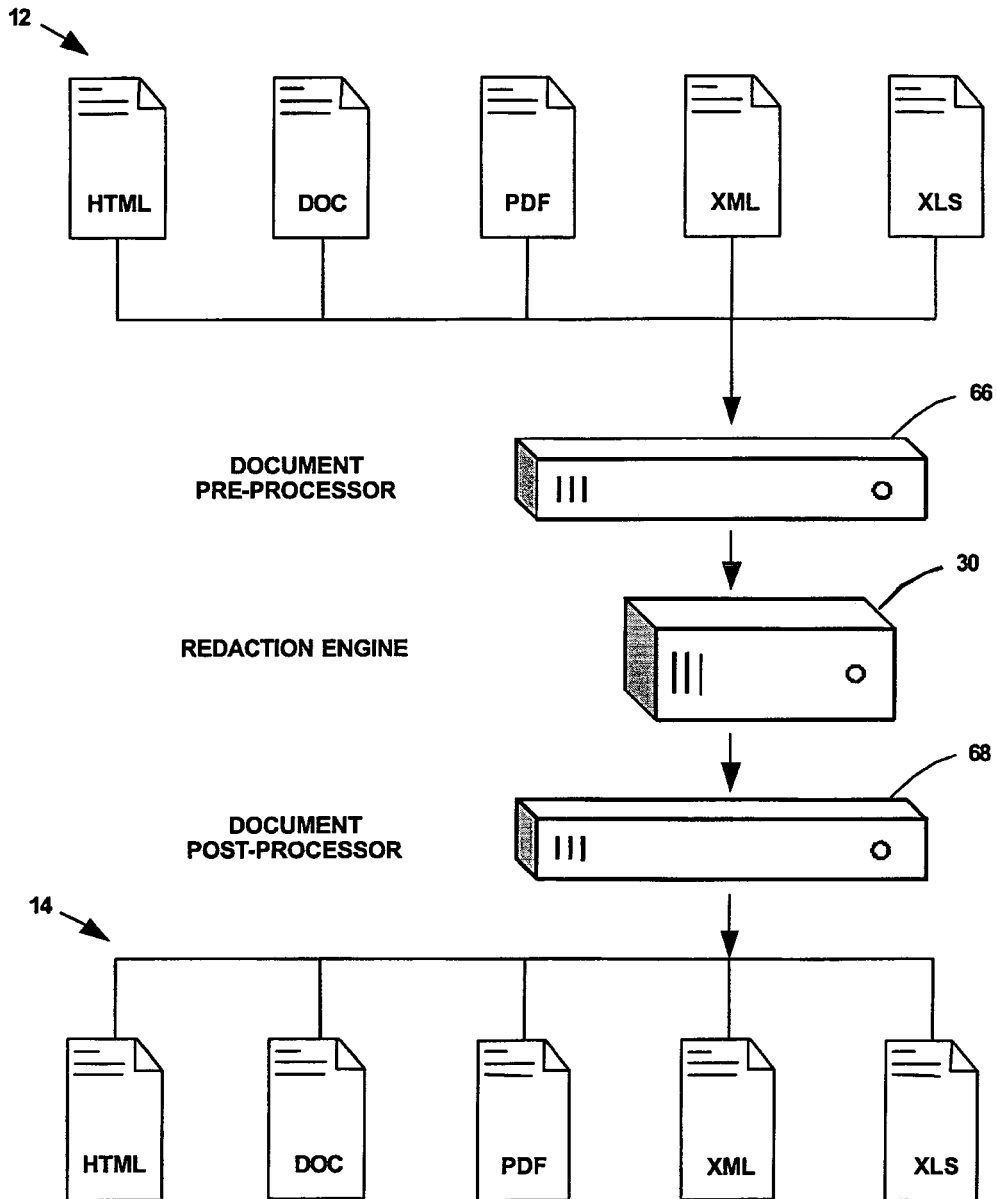 12
HTML DOC PDF XML XLS
66
DOCUMENT
PRE-PROCESSOR
30
REDACTION ENGINE
68
DOCUMENT
POST-PROCESSOR
14
HTML DOC PDF XML XLS